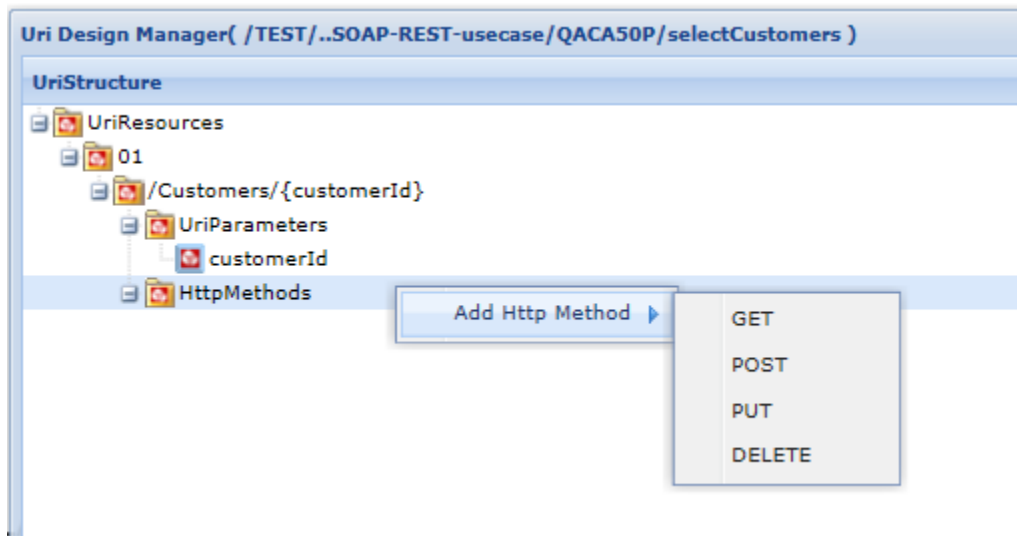 Uri Design Manager( /TEST/..SOAP-REST-usecase/QACA50P/selectCustomers )
UriStructure
UriResources
01
/Customers/{customerId}
UriParameters
customerId
HttpMethods
Add Http Method
GET
POST
PUT
DELETE